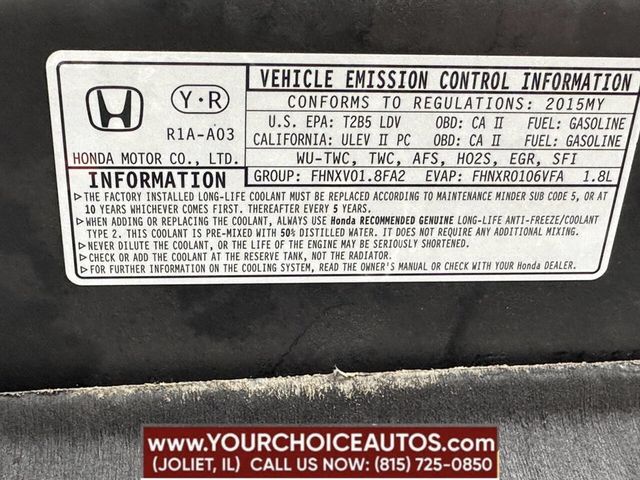 VEHICLE EMISSION CONTROL INFORMATION
Y·R
CONFORMS TO REGULATIONS: 2015MY
R1A-A03
U.S. EPA: T2B5 LDV OBD: CA II FUEL: GASOLINE
CALIFORNIA: ULEV II PC OBD: CA II FUEL: GASOLINE
HONDA MOTOR CO., LTD.
WU-TWC, TWC, AFS, HO2S, EGR, SFI
INFORMATION
GROUP: FHNXV01.8FA2 EVAP: FHNXR0106VFA 1.8L
▷THE FACTORY INSTALLED LONG-LIFE COOLANT MUST BE REPLACED ACCORDING TO MAINTENANCE MINDER SUB CODE 5, OR AT
10 YEARS WHICHEVER COMES FIRST. THEREAFTER EVERY 5 YEARS.
▷WHEN ADDING OR REPLACING THE COOLANT, ALWAYS USE Honda RECOMMENDED GENUINE LONG-LIFE ANTI-FREEZE/COOLANT
TYPE 2. THIS COOLANT IS PRE-MIXED WITH 50% DISTILLED WATER. IT DOES NOT REQUIRE ANY ADDITIONAL MIXING.
▷NEVER DILUTE THE COOLANT, OR THE LIFE OF THE ENGINE MAY BE SERIOUSLY SHORTENED.
▷CHECK OR ADD THE COOLANT AT THE RESERVE TANK, NOT THE RADIATOR.
▷FOR FURTHER INFORMATION ON THE COOLING SYSTEM, READ THE OWNER'S MANUAL OR CHECK WITH YOUR Honda DEALER.
WWW.YOURCHOICEAUTOS.COM
(JOLIET, IL) CALL US NOW: (815) 725-0850